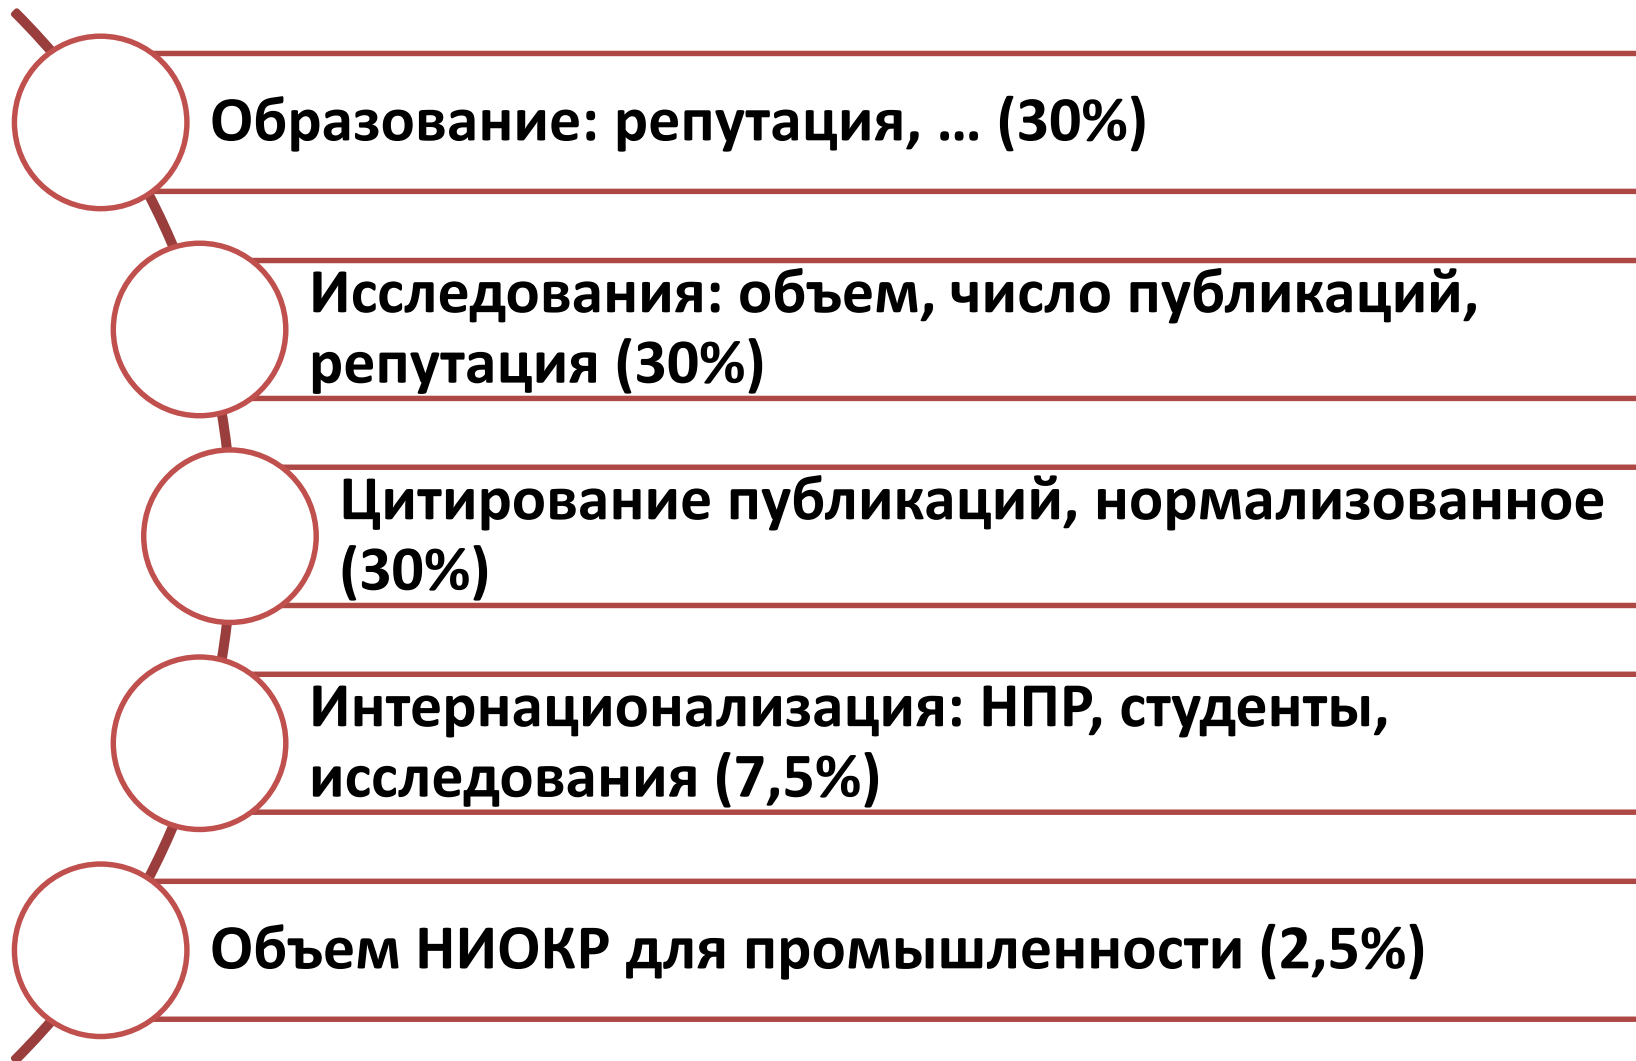 Образование: репутация, … (30%)
Исследования: объем, число публикаций,
репутация (30%)
Цитирование публикаций, нормализованное
(30%)
Интернационализация: НПР, студенты,
исследования (7,5%)
Объем НИОКР для промышленности (2,5%)